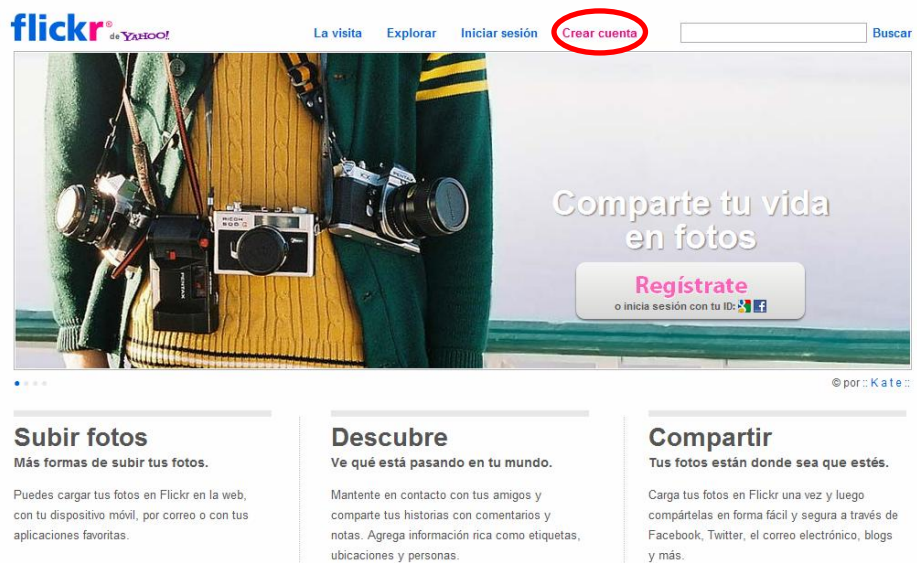 flickr® de YAHOO!
La visita Explorar Iniciar sesión Crear cuenta Buscar
RICOH
500 G
PENTAX
PENTAX
Comparte tu vida
en fotos
Regístrate
o inicia sesión con tu ID:
© por :: K a t e ::
Subir fotos
Más formas de subir tus fotos.
Puedes cargar tus fotos en Flickr en la web,
con tu dispositivo móvil, por correo o con tus
aplicaciones favoritas.
Descubre
Ve qué está pasando en tu mundo.
Mantente en contacto con tus amigos y
comparte tus historias con comentarios y
notas. Agrega información rica como etiquetas,
ubicaciones y personas.
Compartir
Tus fotos están donde sea que estés.
Carga tus fotos en Flickr una vez y luego
compártelas en forma fácil y segura a través de
Facebook, Twitter, el correo electrónico, blogs
y más.